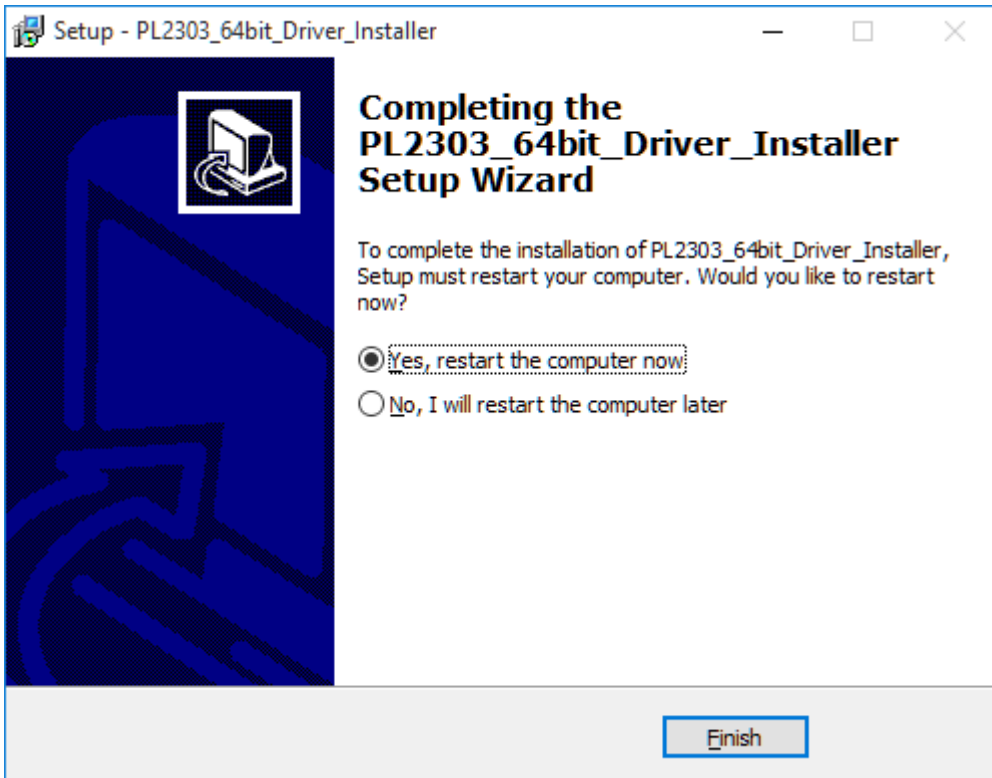 Setup - PL2303_64bit_Driver_Installer
Completing the
PL2303_64bit_Driver_Installer
Setup Wizard
To complete the installation of PL2303_64bit_Driver_Installer,
Setup must restart your computer. Would you like to restart
now?
Yes, restart the computer now
No, I will restart the computer later
Finish